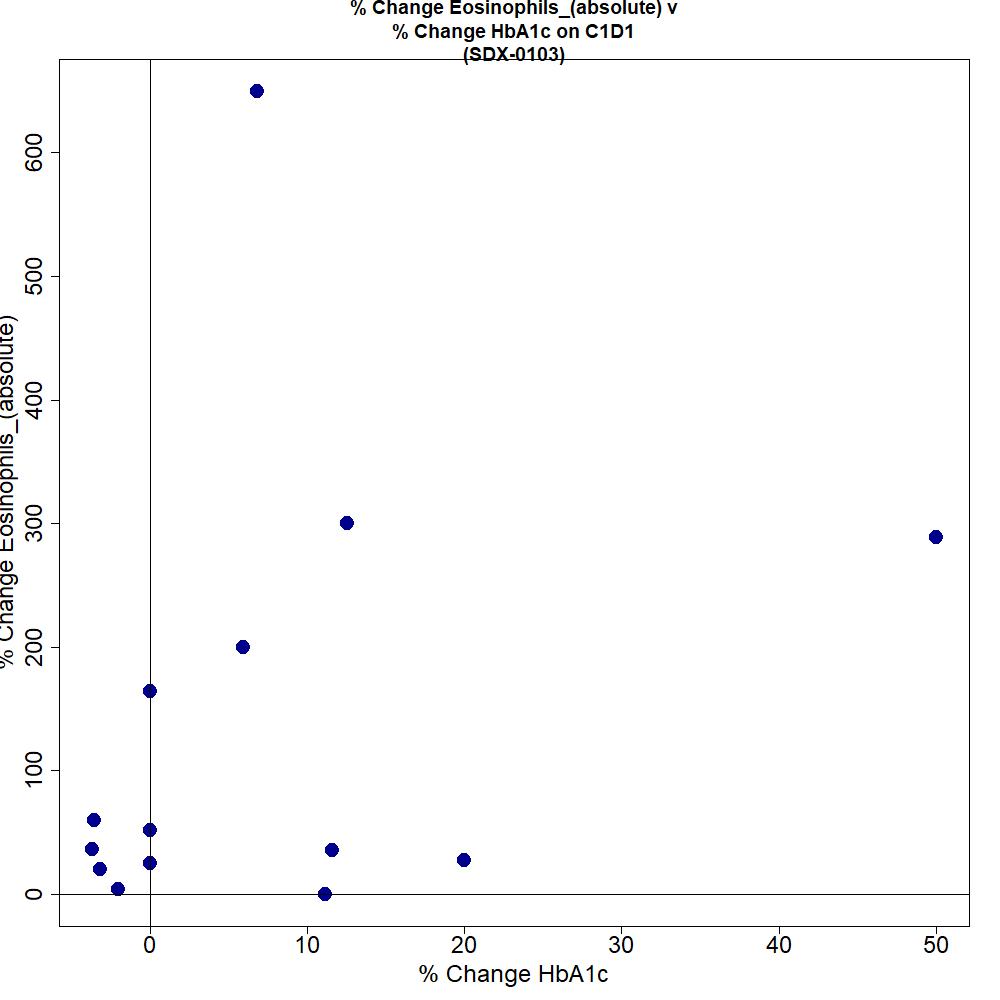 % Change Eosinophils_(absolute) v
% Change HbA1c on C1D1
(SDX-0103)
% Change Eosinophils_(absolute)
600
500
400
300
200
100
0
0 10 20 30 40 50
% Change HbA1c